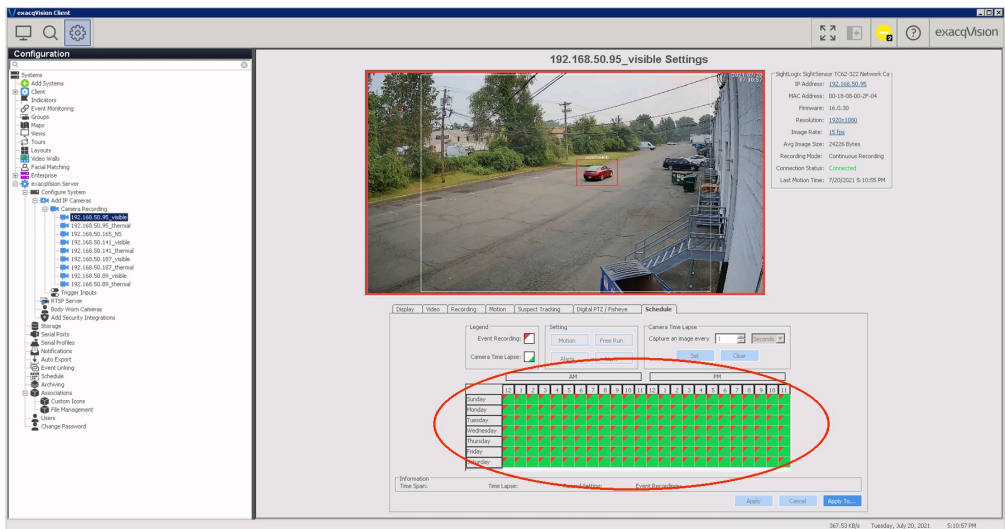 exacqVision Client
2
exacqVision
Configuration
192.168.50.95_visible Settings
Systems
Add Systems
Client
Indicators
Event Monitoring
Groups
Maps
Views
Tours
Layouts
Video Walls
Facial Matching
Enterprise
exacqVision Server
Configure System
Add IP Cameras
Camera Recording
192.168.50.95_visible
192.168.50.95_thermal
192.168.50.165_NS
192.168.50.141_visible
192.168.50.141_thermal
192.168.50.187_visible
192.168.50.187_thermal
192.168.50.89_visible
192.168.50.89_thermal
Trigger Inputs
RTSP Server
Body Worn Cameras
Add Security Integrations
Storage
Serial Ports
Serial Profiles
Notifications
Auto Export
Event Linking
Schedule
Archiving
Associations
Custom Icons
File Management
Users
Change Password
SightLogix SightSensor TC62-322 Network Ca
IP Address: 192.168.50.95
MAC Address: 00-18-08-00-2F-04
Firmware: 16.0.30
Resolution: 1920x1080
Image Rate: 15 fps
Avg Image Size: 24226 Bytes
Recording Mode: Continuous Recording
Connection Status: Connected
Last Motion Time: 7/20/2021 5:10:55 PM
Display Video Recording Motion Suspect Tracking Digital PTZ / Fisheye Schedule
Legend Setting Camera Time Lapse
Event Recording: Motion Free Run Capture an image every 1 Seconds
Camera Time Lapse: Alarm Set Clear
AM PM
12 1 2 3 4 5 6 7 8 9 10 11 12 1 2 3 4 5 6 7 8 9 10 11
Sunday
Monday
Tuesday
Wednesday
Thursday
Friday
Saturday
Information
Time Span: Time Lapse: Record Setting: Event Recording:
Apply Cancel Apply To...
367.53 KB/s Tuesday, July 20, 2021 5:10:57 PM